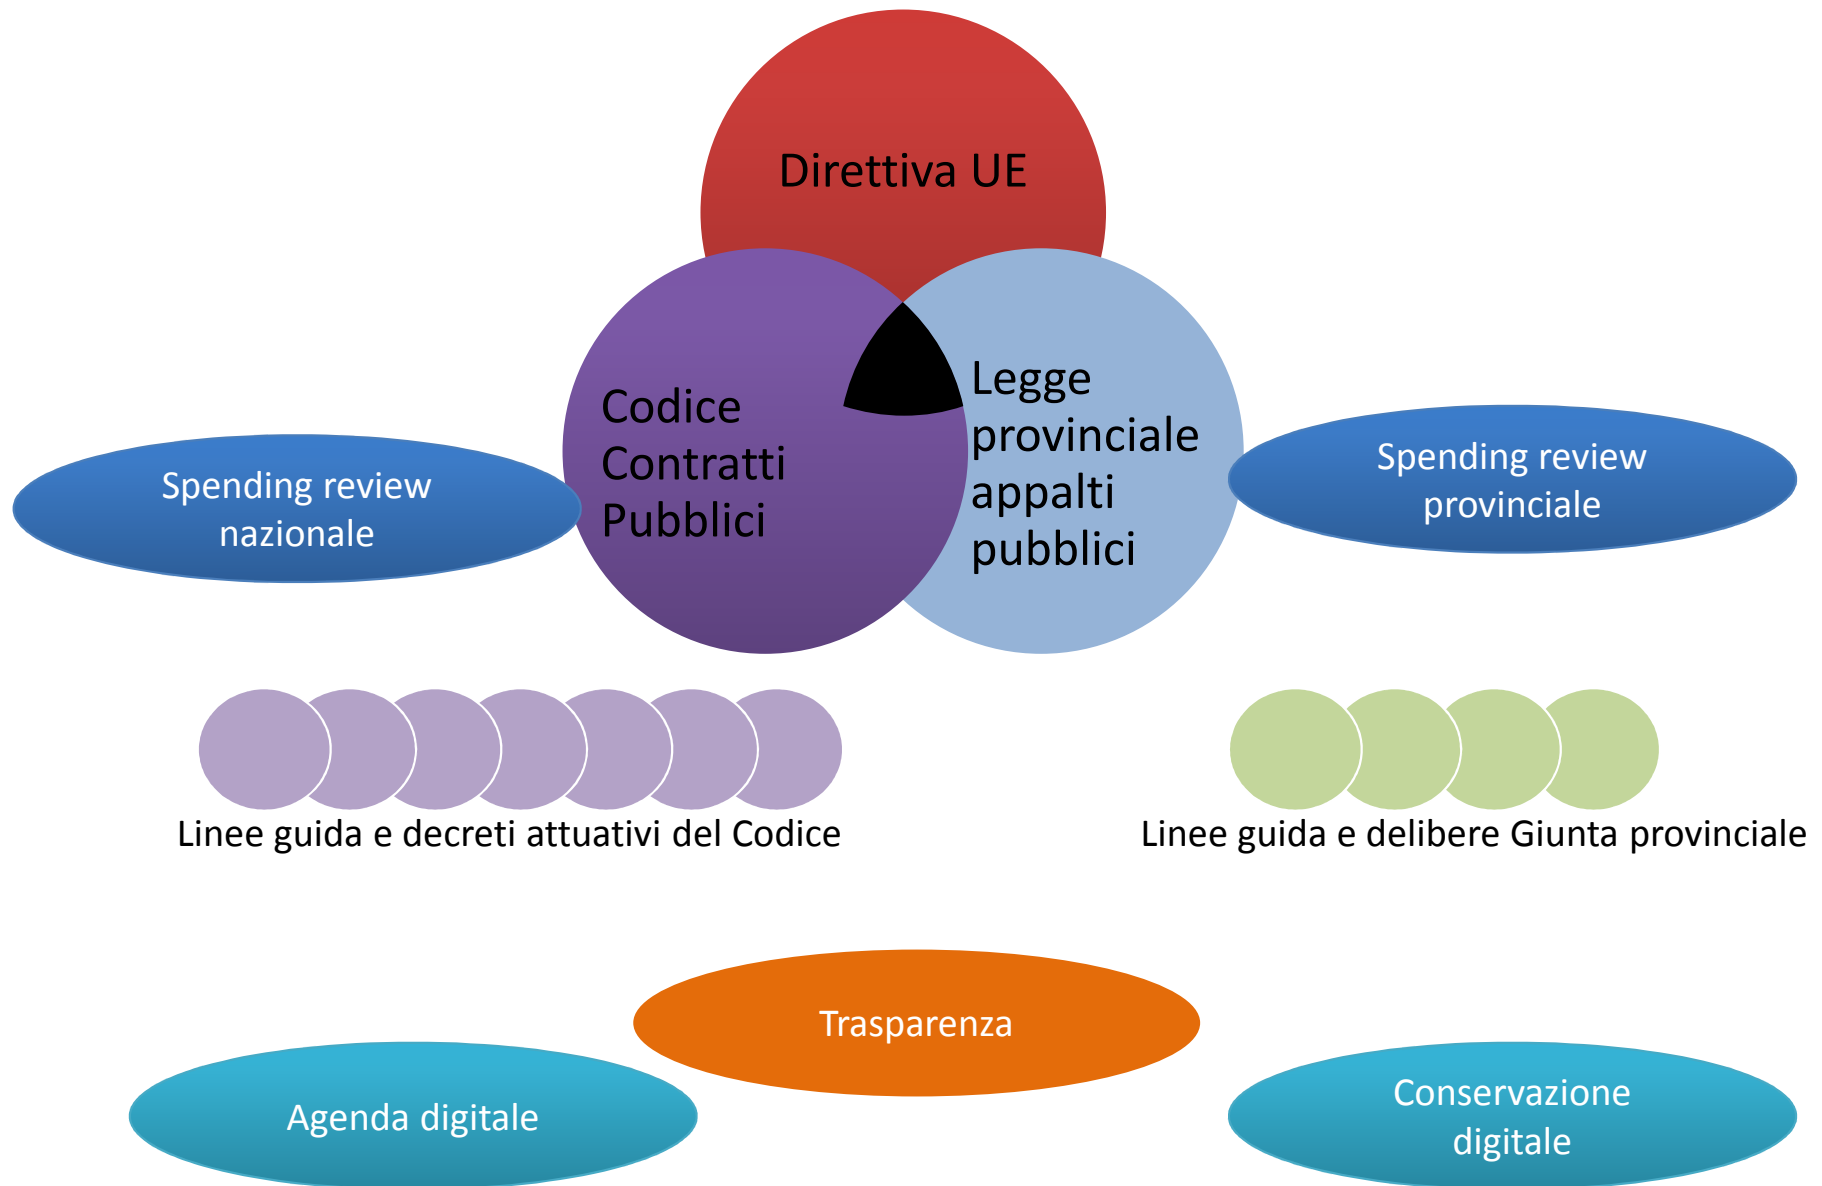 Direttiva UE
Codice
Contratti
Pubblici
Legge
provinciale
appalti
pubblici
Spending review
nazionale
Spending review
provinciale
Linee guida e decreti attuativi del Codice
Linee guida e delibere Giunta provinciale
Trasparenza
Agenda digitale
Conservazione
digitale